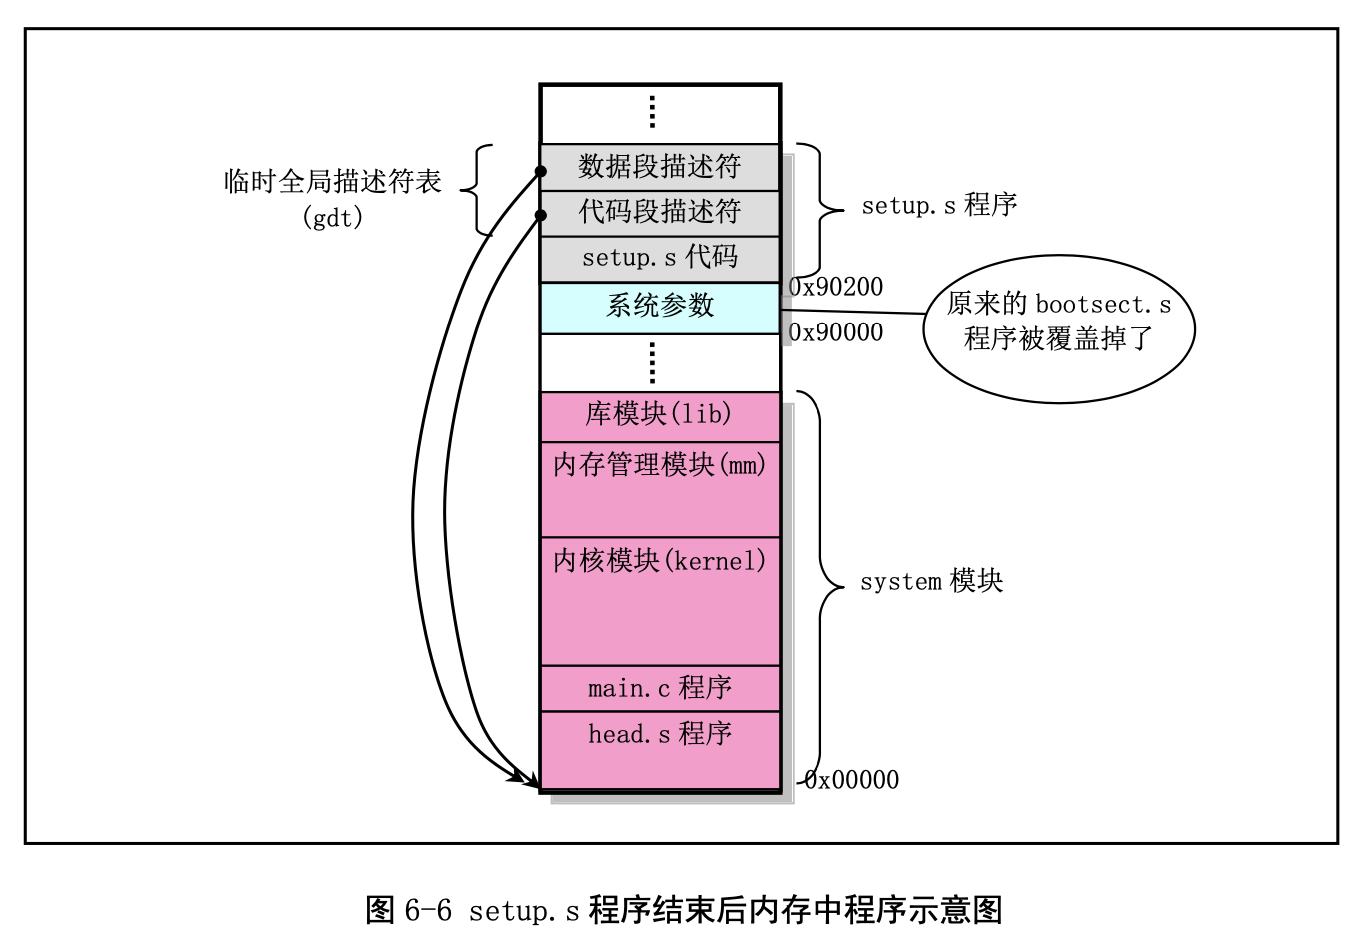 数据段描述符
临时全局描述符表
(gdt)
代码段描述符
setup.s 程序
setup.s 代码
0x90200
系统参数
原来的 bootsect.s
程序被覆盖掉了
0x90000
库模块(lib)
内存管理模块(mm)
内核模块(kernel)
system 模块
main.c 程序
head.s 程序
0x00000
图 6-6 setup.s 程序结束后内存中程序示意图